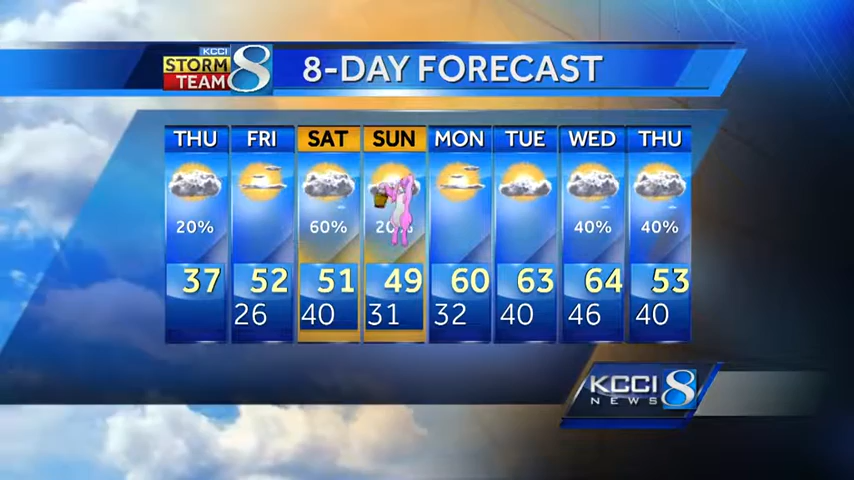 KCCI
STORM
TEAM 8
8-DAY FORECAST
THU FRI SAT SUN MON TUE WED THU
20% 60% 40% 40%
37 52 51 49 60 63 64 53
26 40 31 32 40 46 40
KCCI 8
NEWS